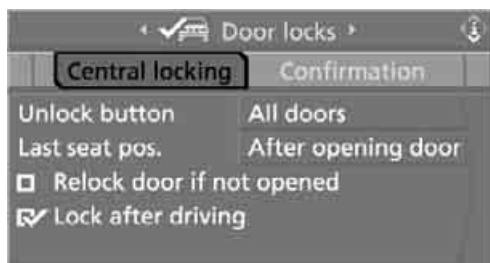 Door locks
Central locking Confirmation
Unlock button All doors
Last seat pos. After opening door
Relock door if not opened
Lock after driving